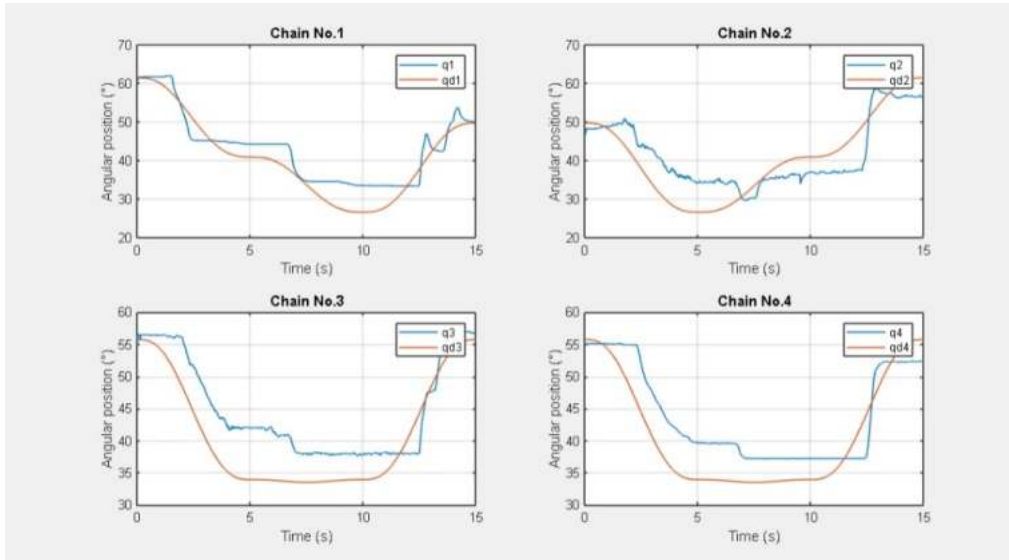 Chain No.1
70
60
50
40
30
20
Angular position (°)
q1
qd1
0
5
10
15
Time (s)
Chain No.2
70
60
50
40
30
20
Angular position (°)
q2
qd2
0
5
10
15
Time (s)
Chain No.3
60
55
50
45
40
35
30
Angular position (°)
q3
qd3
0
5
10
15
Time (s)
Chain No.4
60
55
50
45
40
35
30
Angular position (°)
q4
qd4
0
5
10
15
Time (s)